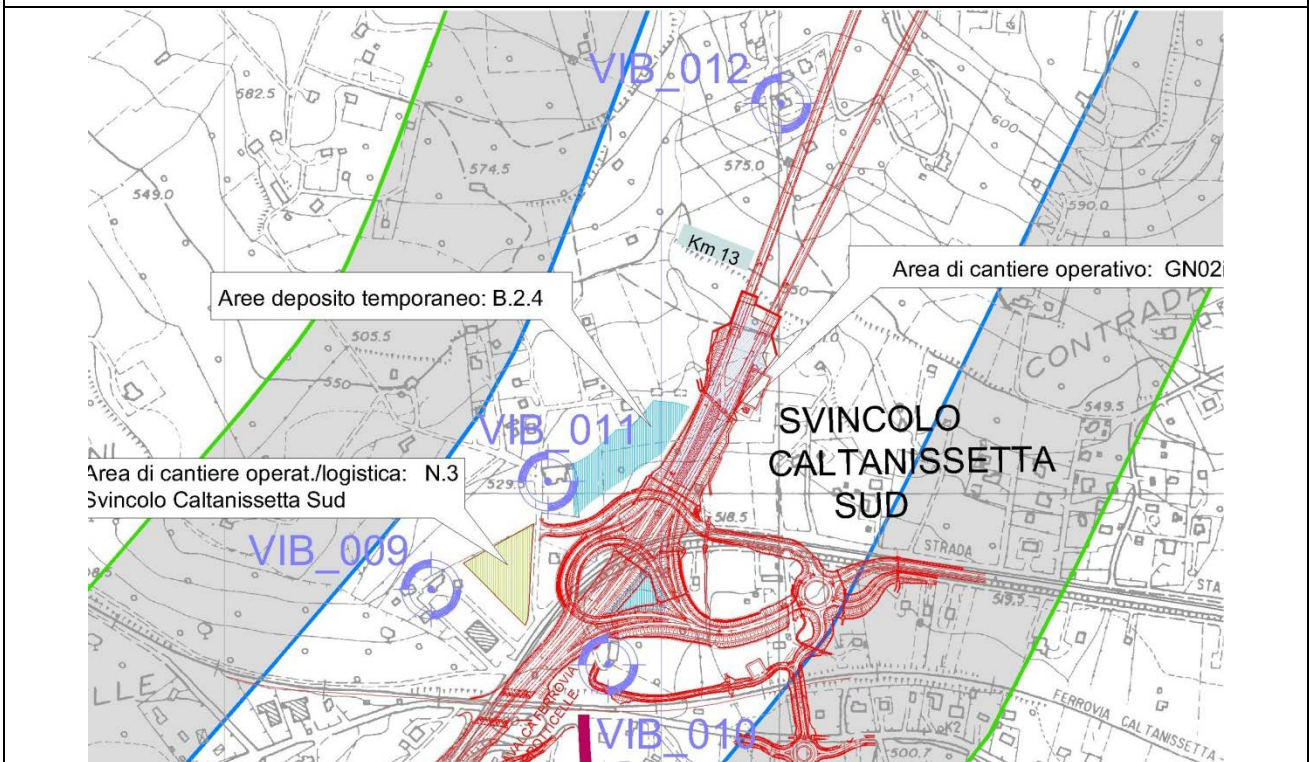 VIB_012
582.5
600
574.5
575.0
549.0
590.0
Km 13
Area di cantiere operativo: GN02i
Aree deposito temporaneo: B.2.4
CONTRADA
505.5
550
549.5
VIB_011
SVINCOLO
CALTANISSETTA
SUD
Area di cantiere operat./logistica: N.3
Svincolo Caltanissetta Sud
529.5
518.5
STRADA
VIB_009
STA
519.5
LLE
FERROVIA CALTANISSETTA
K2
VIB_010
500.7